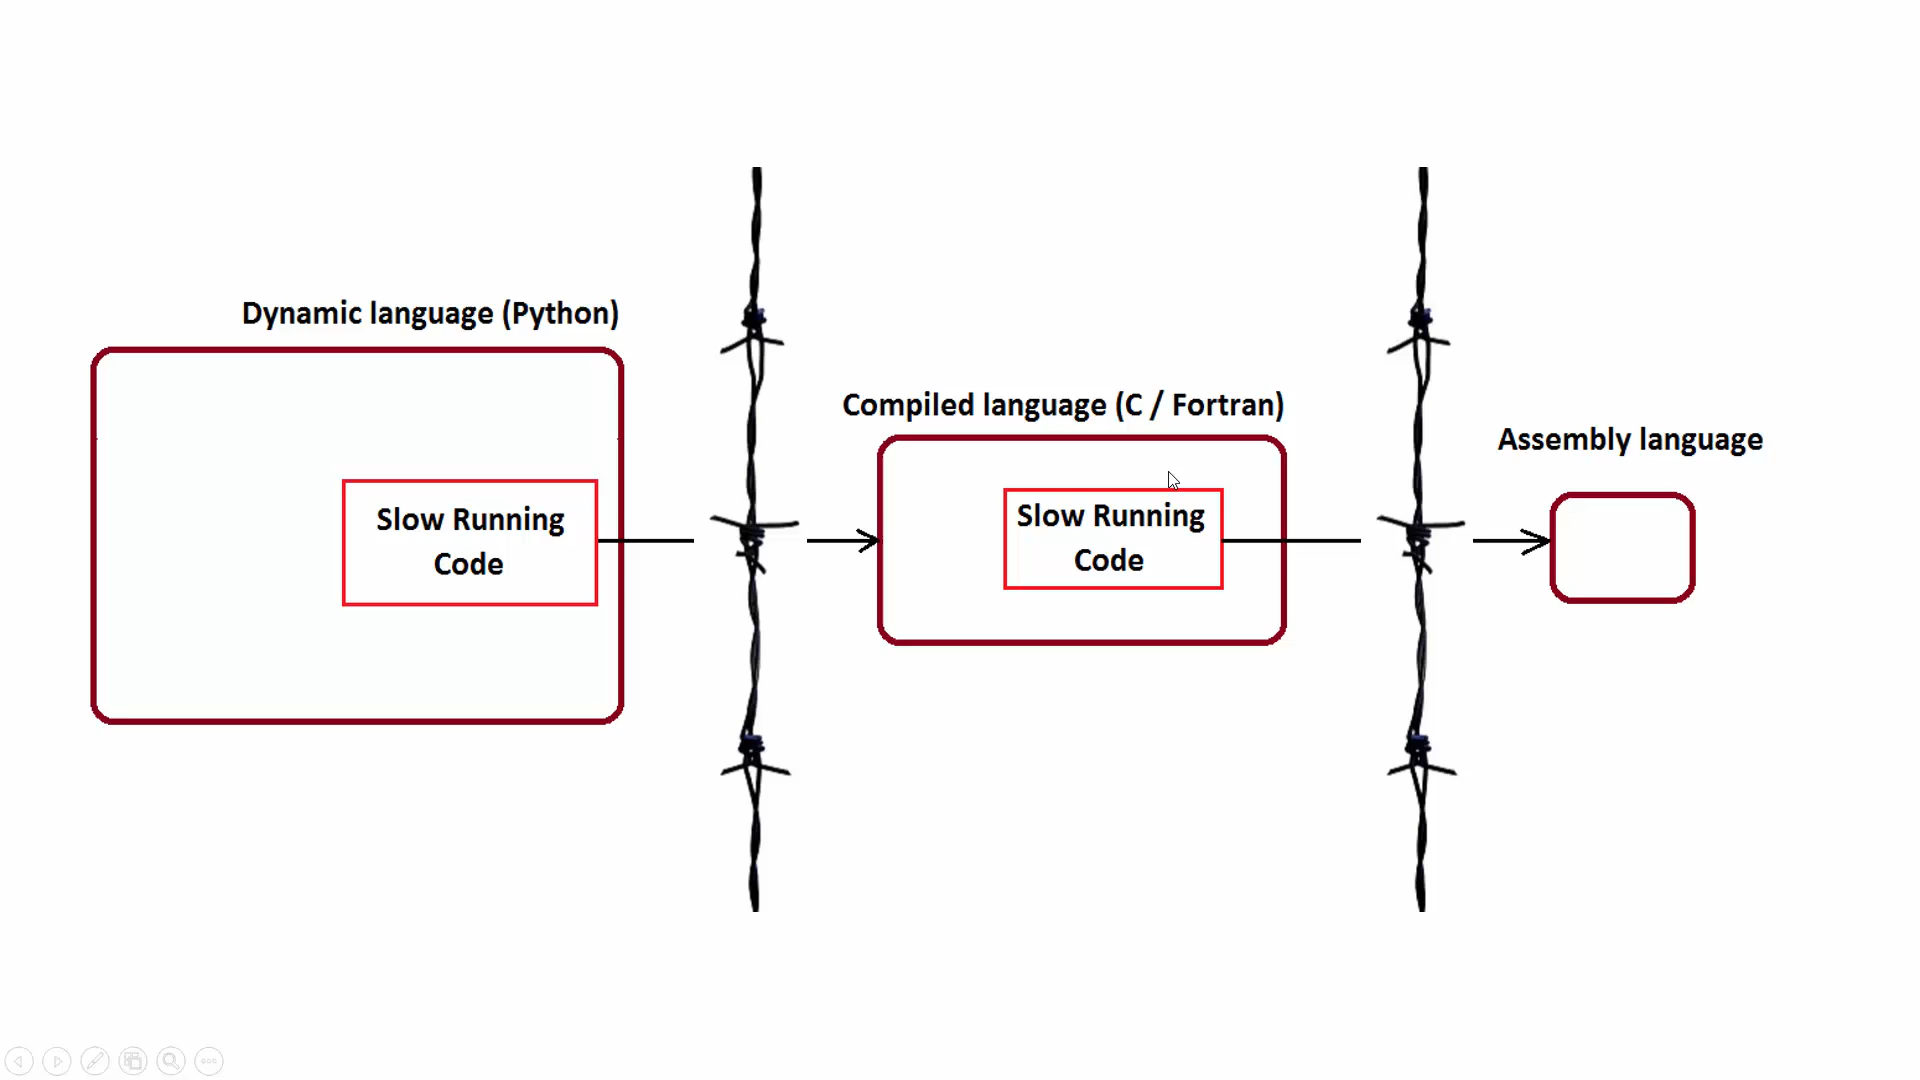 Dynamic language (Python)
Slow Running
Code
Compiled language (C / Fortran)
Slow Running
Code
Assembly language